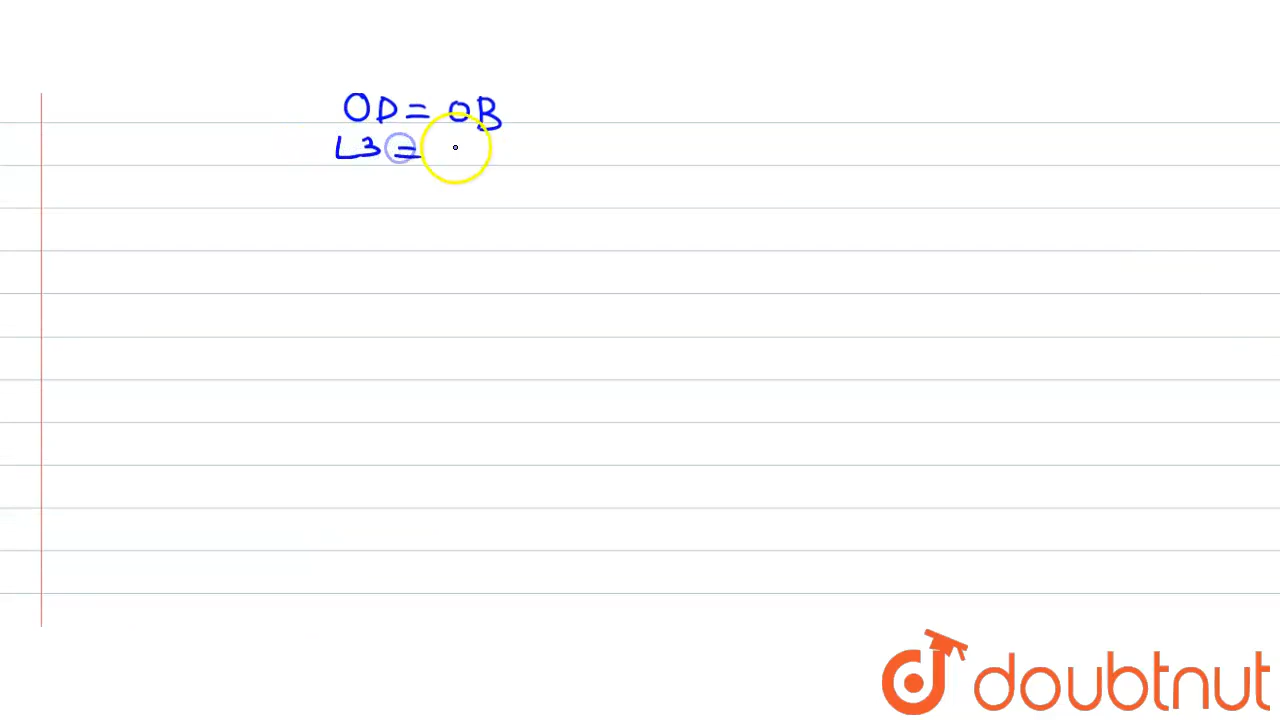 OD = OB
∠3 =
doubtnut